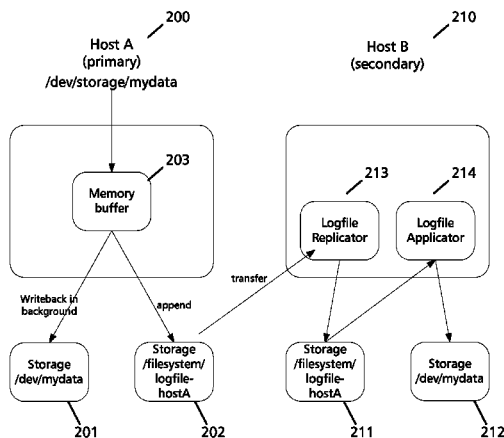 200
Host A
(primary)
/dev/storage/mydata
210
Host B
(secondary)
203
Memory
buffer
213
214
Logfile
Replicator
Logfile
Applicator
transfer
Writeback in
background
append
Storage
/dev/mydata
Storage
/filesystem/
logfile-
hostA
Storage
/filesystem/
logfile-
hostA
Storage
/dev/mydata
201
202
211
212